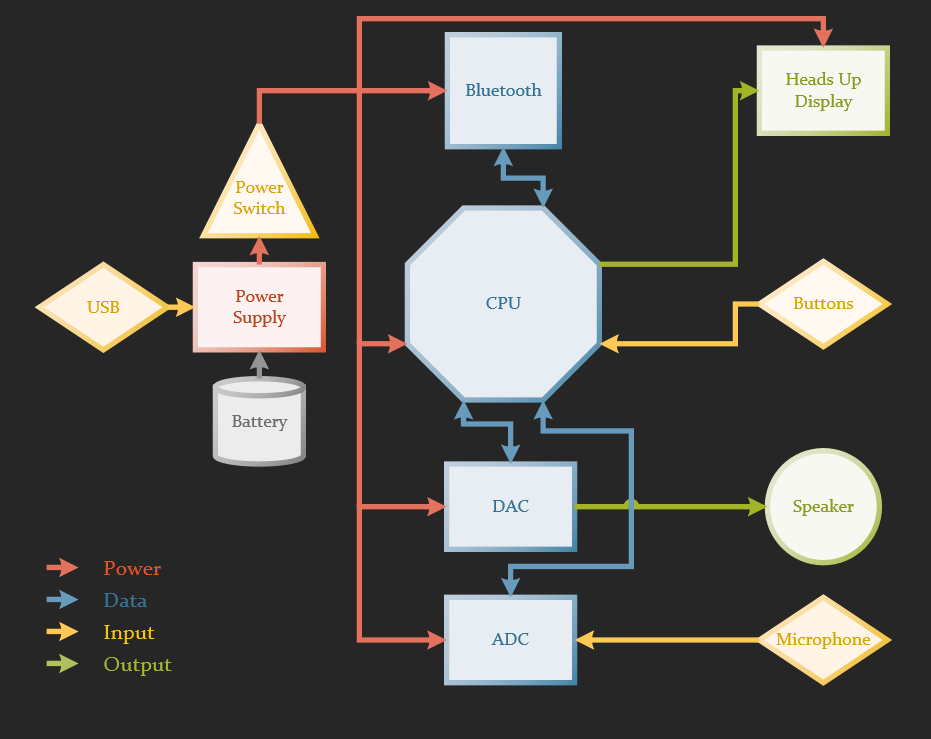 Bluetooth
Heads Up
Display
Power
Switch
USB
Power
Supply
CPU
Buttons
Battery
DAC
Speaker
ADC
Microphone
Power
Data
Input
Output